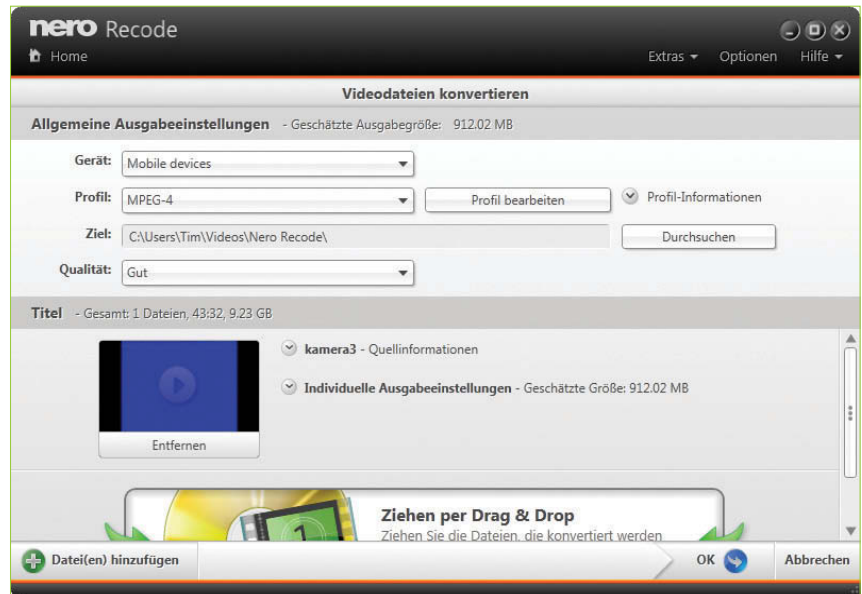 nero Recode
Home
Extras
Optionen
Hilfe
Videodateien konvertieren
Allgemeine Ausgabeeinstellungen - Geschätzte Ausgabegröße: 912.02 MB
Gerät: Mobile devices
Profil: MPEG-4 Profil bearbeiten Profil-Informationen
Ziel: C:\Users\Tim\Videos\Nero Recode\ Durchsuchen
Qualität: Gut
Titel - Gesamt: 1 Dateien, 43:32, 9.23 GB
kamera3 - Quellinformationen
Individuelle Ausgabeeinstellungen - Geschätzte Größe: 912.02 MB
Entfernen
1
Ziehen per Drag & Drop
Ziehen Sie die Dateien, die konvertiert werden
Datei(en) hinzufügen
OK
Abbrechen